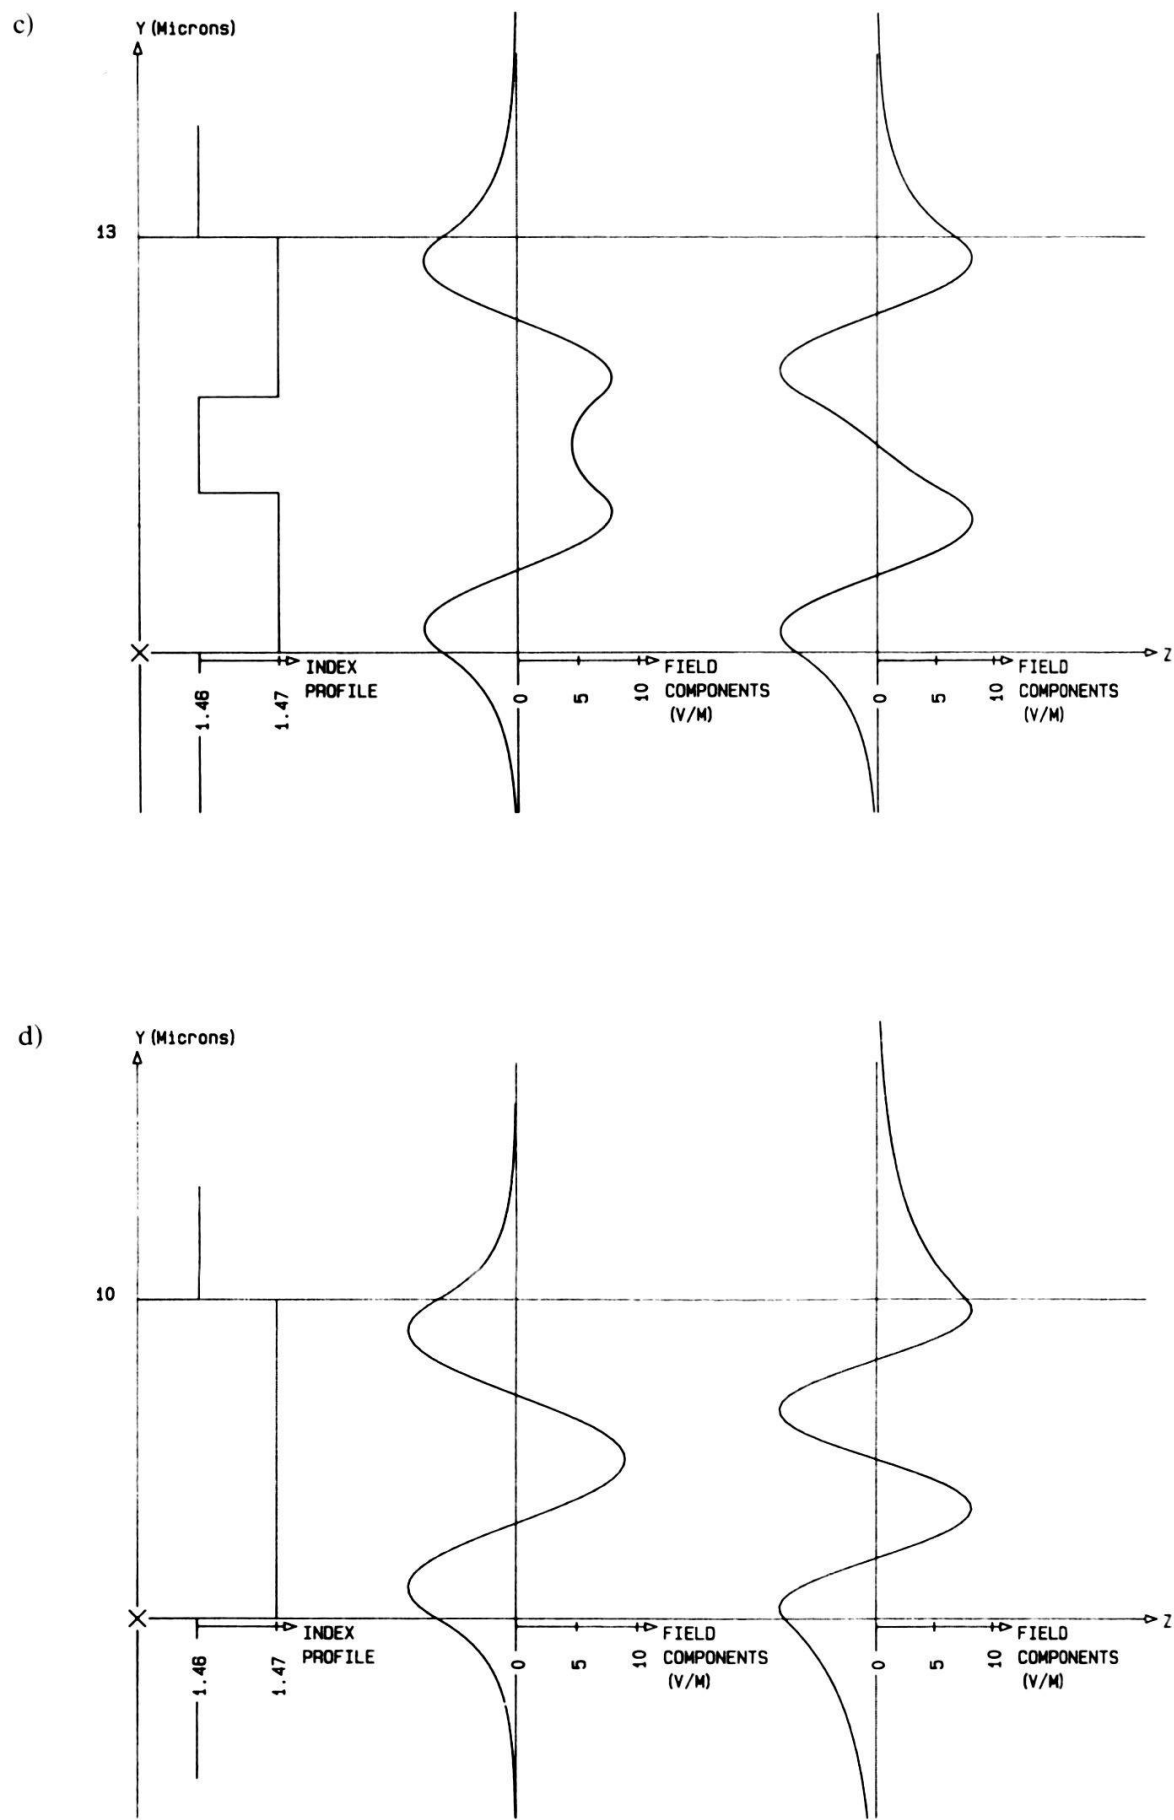 c)
Y (Microns)
13
Z
INDEX
PROFILE
1.46
1.47
FIELD
COMPONENTS
(V/M)
0
5
10
FIELD
COMPONENTS
(V/M)
0
5
10
d)
Y (Microns)
10
Z
INDEX
PROFILE
1.46
1.47
FIELD
COMPONENTS
(V/M)
0
5
10
FIELD
COMPONENTS
(V/M)
0
5
10